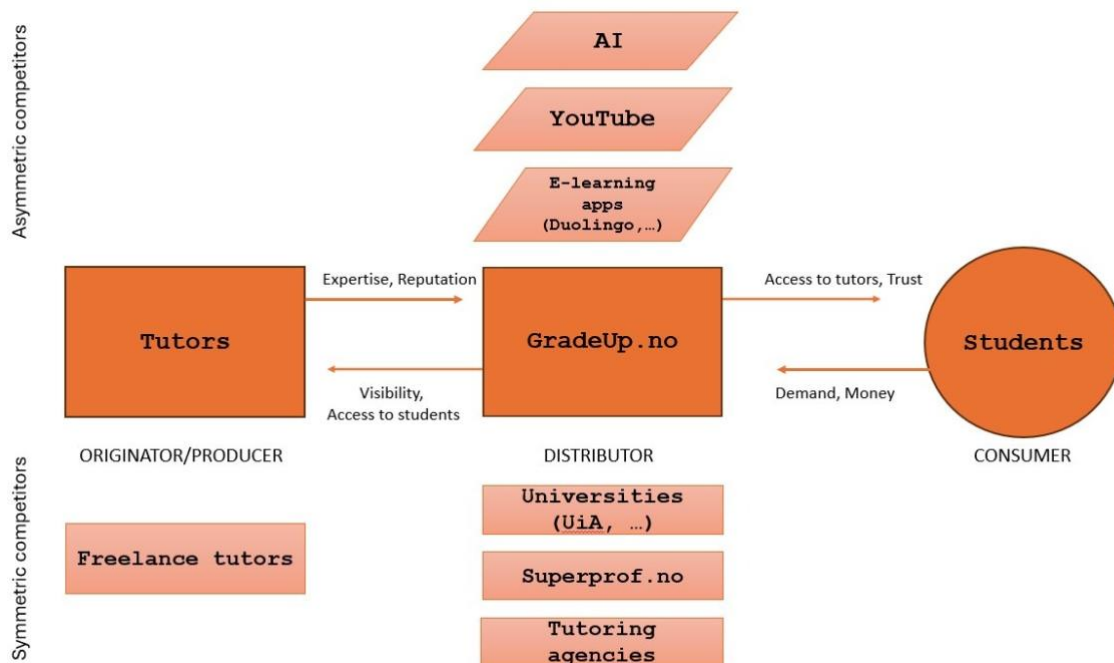 Asymmetric competitors
AI
YouTube
E-learning
apps
(Duolingo,…)
Tutors
Expertise, Reputation
Visibility,
Access to students
GradeUp.no
Access to tutors, Trust
Demand, Money
Students
ORIGINATOR/PRODUCER
DISTRIBUTOR
CONSUMER
Symmetric competitors
Freelance tutors
Universities
(UiA, …)
Superprof.no
Tutoring
agencies